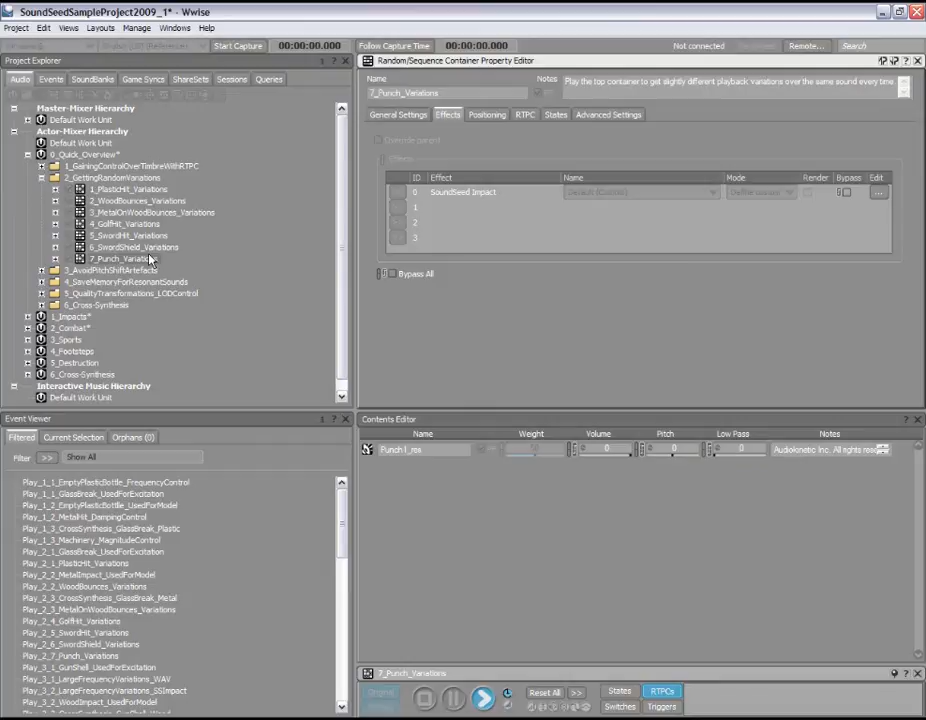 SoundSeedSampleProject2009_1* - Wwise
Project Edit Views Layouts Manage Windows Help
Start Capture 00:00:00.000 Follow Capture Time 00:00:00.000 Not connected Remote... Search
Project Explorer
Audio Events SoundBanks Game Syncs ShareSets Sessions Queries
Master-Mixer Hierarchy
Default Work Unit
Actor-Mixer Hierarchy
Default Work Unit
0_Quick_Overview*
1_GainingControlOverTimbreWithRTPC
2_GettingRandomVariations
1_PlasticHit_Variations
2_WoodBounces_Variations
3_MetalOnWoodBounces_Variations
4_GolfHit_Variations
5_SwordHit_Variations
6_SwordShield_Variations
7_Punch_Variations
3_AvoidPitchShiftArtefacts
4_SaveMemoryForResonantSounds
5_QualityTransformations_LODControl
6_Cross-Synthesis
1_Impacts*
2_Combat*
3_Sports
4_Footsteps
5_Destruction
6_Cross-Synthesis
Interactive Music Hierarchy
Default Work Unit
Random/Sequence Container Property Editor
Name Notes Play the top container to get slightly different playback variations over the same sound every time
7_Punch_Variations
General Settings Effects Positioning RTPC States Advanced Settings
Override parent
Effects
ID Effect Name Mode Render Bypass Edit
0 SoundSeed Impact Default (Custom) Define custom ...
1
2
3
Bypass All
Event Viewer
Filtered Current Selection Orphans (0)
Filter >> Show All
Play_1_1_EmptyPlasticBottle_FrequencyControl
Play_1_1_GlassBreak_UsedForExcitation
Play_1_2_EmptyPlasticBottle_UsedForModel
Play_1_2_MetalHit_DampingControl
Play_1_3_CrossSynthesis_GlassBreak_Plastic
Play_1_3_Machinery_MagnitudeControl
Play_2_1_GlassBreak_UsedForExcitation
Play_2_1_PlasticHit_Variations
Play_2_2_MetalImpact_UsedForModel
Play_2_2_WoodBounces_Variations
Play_2_3_CrossSynthesis_GlassBreak_Metal
Play_2_3_MetalOnWoodBounces_Variations
Play_2_4_GolfHit_Variations
Play_2_5_SwordHit_Variations
Play_2_6_SwordShield_Variations
Play_2_7_Punch_Variations
Play_3_1_GunShell_UsedForExcitation
Play_3_1_LargeFrequencyVariations_WAV
Play_3_2_LargeFrequencyVariations_SSImpact
Play_3_2_WoodImpact_UsedForModel
Contents Editor
Name Weight Volume Pitch Low Pass Notes
Punch1_res 0 0 0 Audiokinetic Inc. All rights
7_Punch_Variations
Original
Reset All >> States RTPCs
Switches Triggers